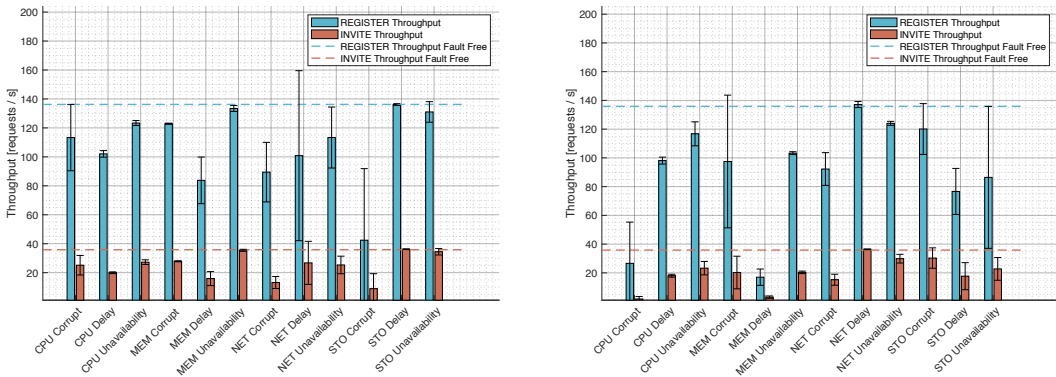 200
180
160
140
120
100
80
60
40
20
Throughput [requests / s]
REGISTER Throughput
INVITE Throughput
REGISTER Throughput Fault Free
INVITE Throughput Fault Free
CPU Corrupt
CPU Delay
CPU Unavailability
MEM Corrupt
MEM Delay
MEM Unavailability
NET Corrupt
NET Delay
NET Unavailability
STO Corrupt
STO Delay
STO Unavailability
200
180
160
140
120
100
80
60
40
20
Throughput [requests / s]
REGISTER Throughput
INVITE Throughput
REGISTER Throughput Fault Free
INVITE Throughput Fault Free
CPU Corrupt
CPU Delay
CPU Unavailability
MEM Corrupt
MEM Delay
MEM Unavailability
NET Corrupt
NET Delay
NET Unavailability
STO Corrupt
STO Delay
STO Unavailability